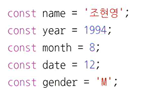 const name = '조현영';
const year = 1994;
const month = 8;
const date = 12;
const gender = 'M';